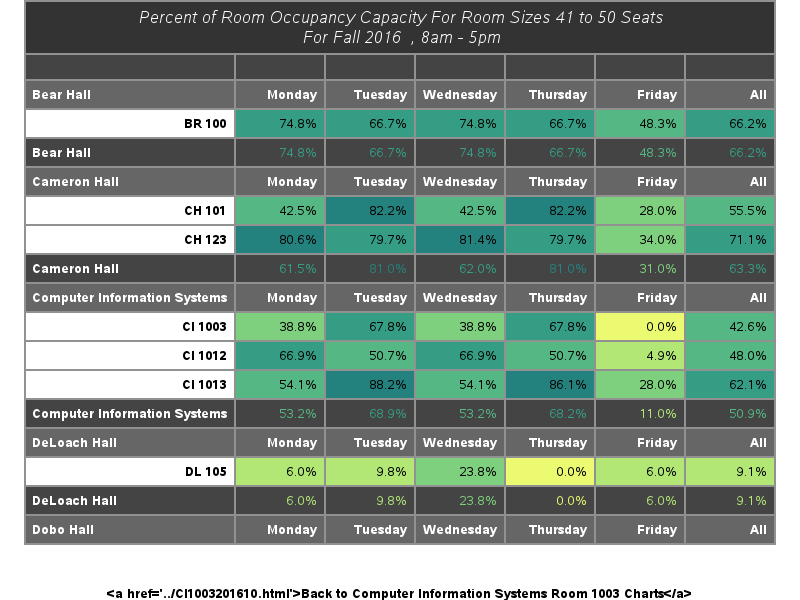 Percent of Room Occupancy Capacity For Room Sizes 41 to 50 Seats
For Fall 2016 , 8am - 5pm
Bear Hall Monday Tuesday Wednesday Thursday Friday All
BR 100 74.8% 66.7% 74.8% 66.7% 48.3% 66.2%
Bear Hall 74.8% 66.7% 74.8% 66.7% 48.3% 66.2%
Cameron Hall Monday Tuesday Wednesday Thursday Friday All
CH 101 42.5% 82.2% 42.5% 82.2% 28.0% 55.5%
CH 123 80.6% 79.7% 81.4% 79.7% 34.0% 71.1%
Cameron Hall 61.5% 81.0% 62.0% 81.0% 31.0% 63.3%
Computer Information Systems Monday Tuesday Wednesday Thursday Friday All
CI 1003 38.8% 67.8% 38.8% 67.8% 0.0% 42.6%
CI 1012 66.9% 50.7% 66.9% 50.7% 4.9% 48.0%
CI 1013 54.1% 88.2% 54.1% 86.1% 28.0% 62.1%
Computer Information Systems 53.2% 68.9% 53.2% 68.2% 11.0% 50.9%
DeLoach Hall Monday Tuesday Wednesday Thursday Friday All
DL 105 6.0% 9.8% 23.8% 0.0% 6.0% 9.1%
DeLoach Hall 6.0% 9.8% 23.8% 0.0% 6.0% 9.1%
Dobo Hall Monday Tuesday Wednesday Thursday Friday All
&lt;a href='../CI1003201610.html'&gt;Back to Computer Information Systems Room 1003 Charts&lt;/a&gt;